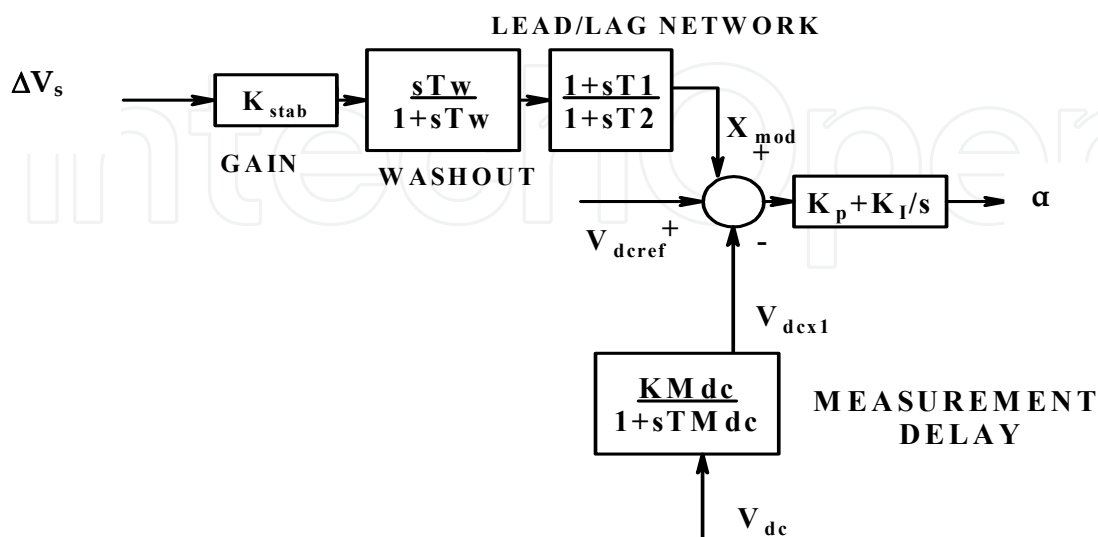 LEAD/LAG NETWORK
ΔVs
Kstab
sTw
1+sTw
1+sT1
1+sT2
Xmod
+
GAIN
WASHOUT
Vdcref
+
-
Kp+KI/s
α
Vdcx1
KMdc
1+sTMdc
MEASUREMENT
DELAY
Vdc